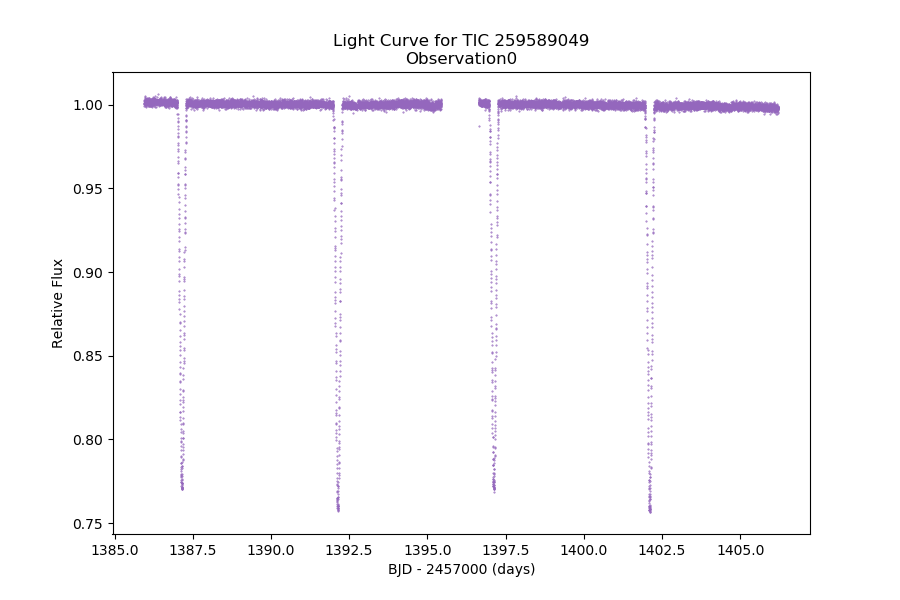 Light Curve for TIC 259589049
Observation0
1.00
0.95
0.90
0.85
0.80
0.75
Relative Flux
1385.0 1387.5 1390.0 1392.5 1395.0 1397.5 1400.0 1402.5 1405.0
BJD - 2457000 (days)